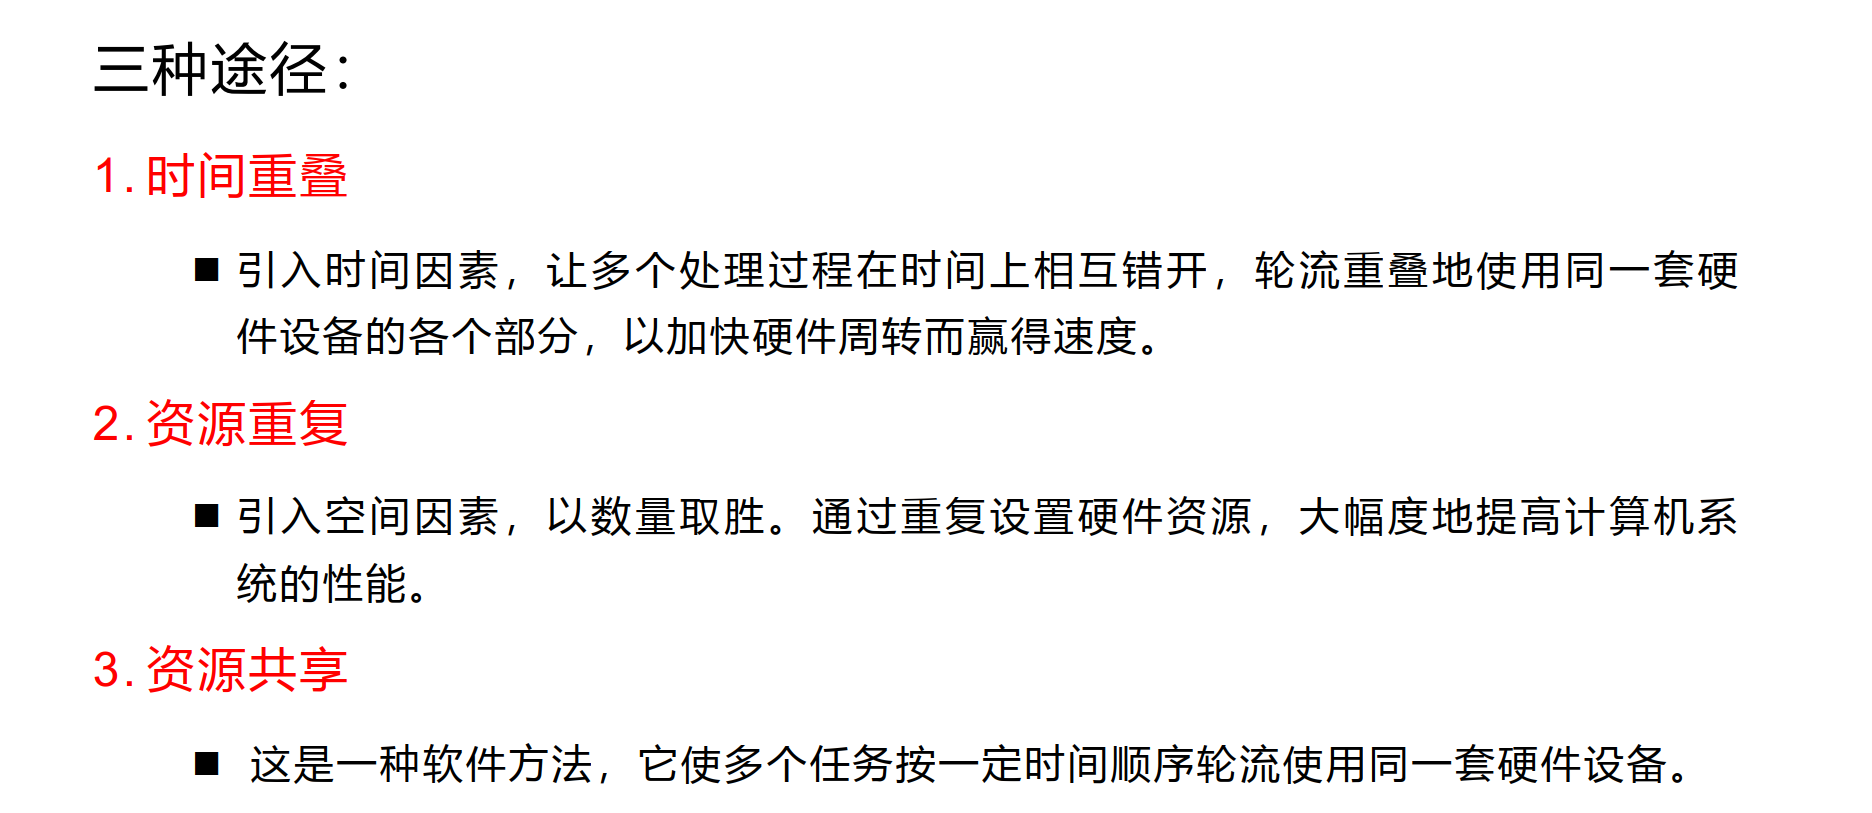 三种途径：
1. 时间重叠
■ 引入时间因素，让多个处理过程在时间上相互错开，轮流重叠地使用同一套硬
件设备的各个部分，以加快硬件周转而赢得速度。
2. 资源重复
■ 引入空间因素，以数量取胜。通过重复设置硬件资源，大幅度地提高计算机系
统的性能。
3. 资源共享
■ 这是一种软件方法，它使多个任务按一定时间顺序轮流使用同一套硬件设备。